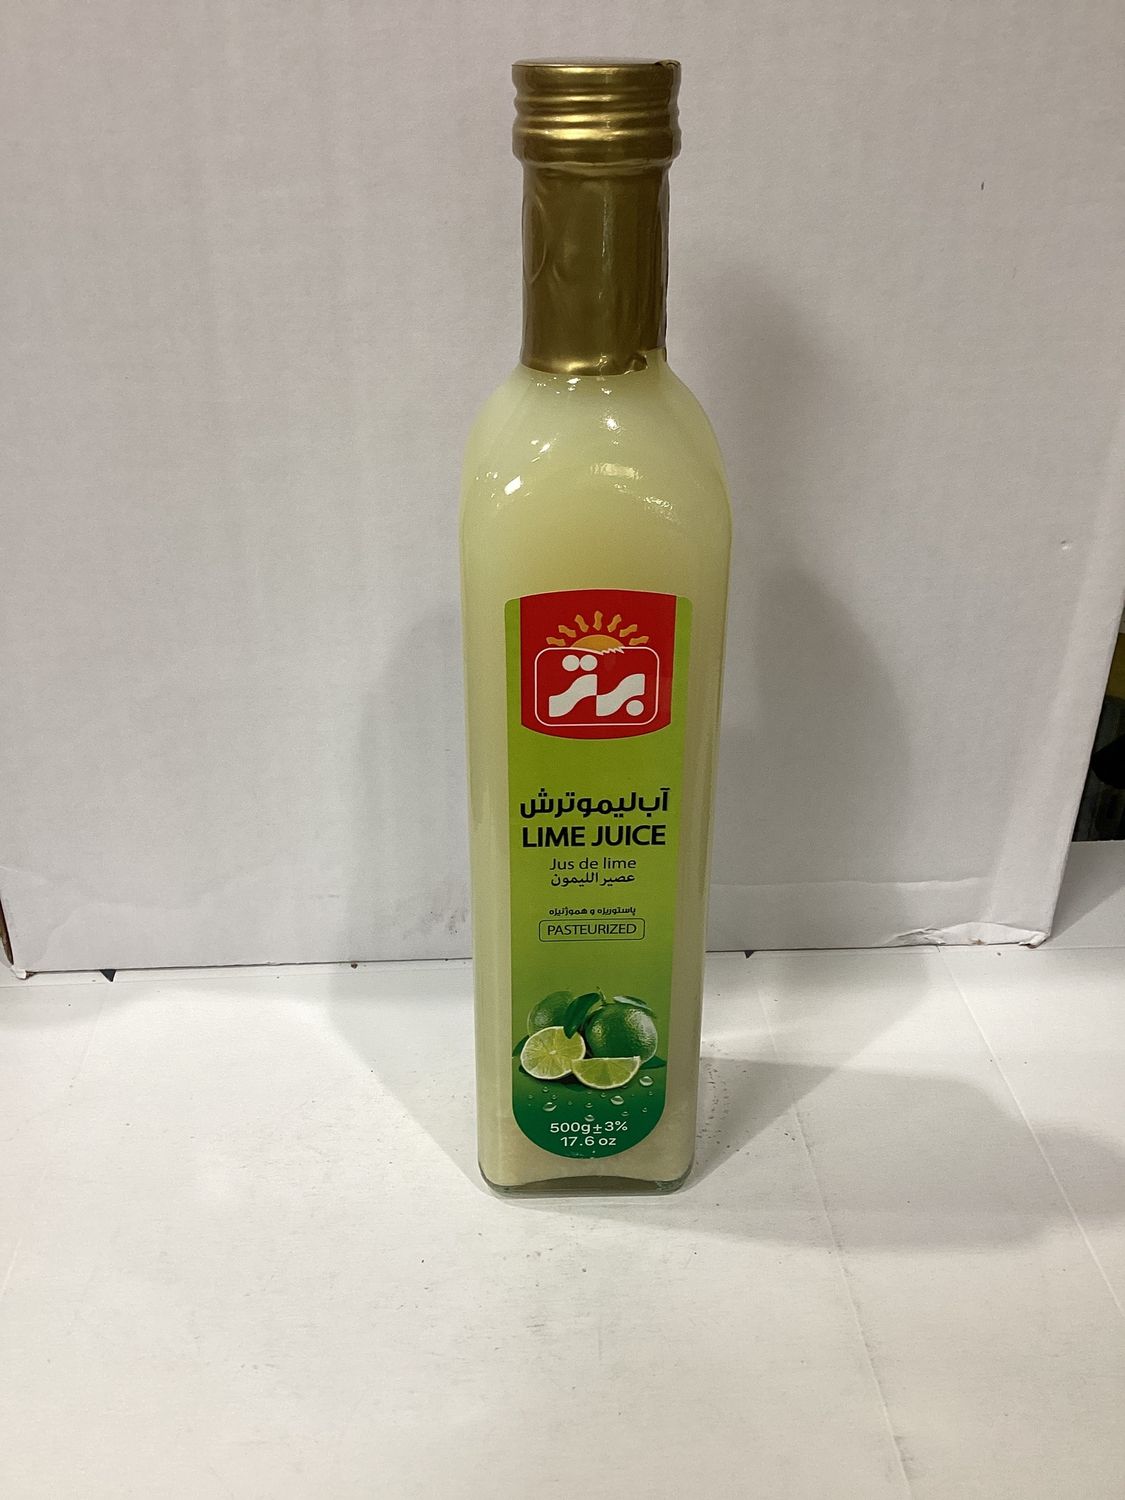 برتر
آب‌لیموترش
LIME JUICE
Jus de lime
عصير الليمون
پاستوریزه و هموژنیزه
PASTEURIZED
500g±3%
17.6 oz